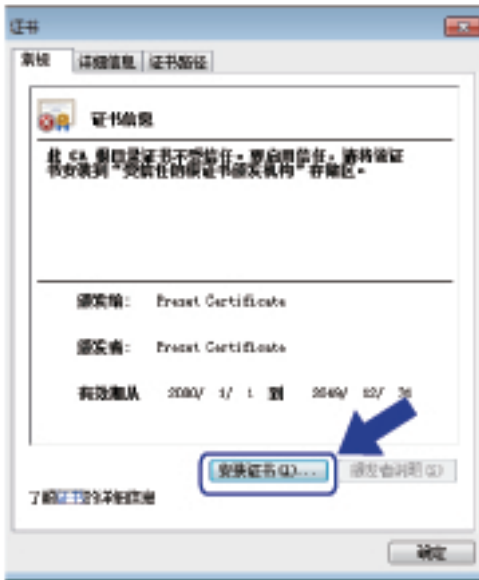 证书
常规 详细信息 证书路径
证书信息
此 CA 根目录证书不受信任。要启用信任，请将该证
书安装到“受信任的根证书颁发机构”存储区。
颁发给: Preset Certificate
颁发者: Preset Certificate
有效期从 2000/ 1/ 1 到 2049/ 12/ 31
安装证书(I)... 颁发者说明(S)
了解证书的详细信息
确定